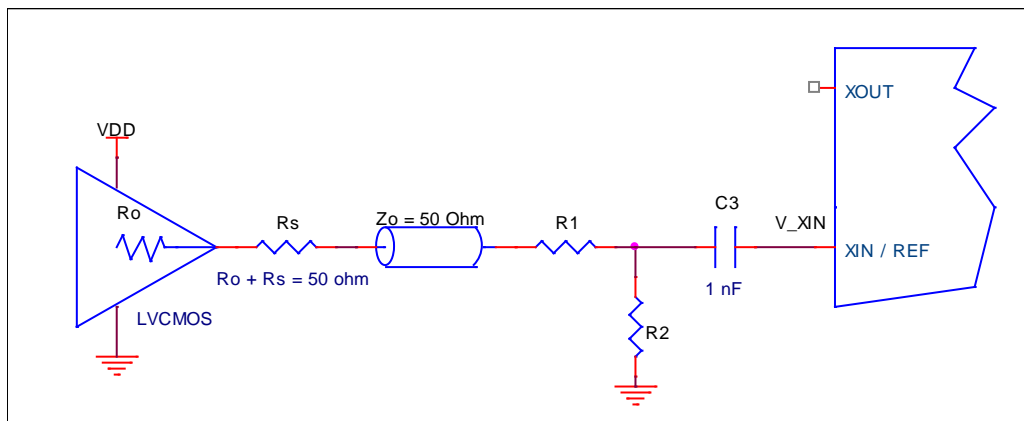 XOUT
VDD
Ro
Rs
Zo = 50 Ohm
R1
C3
V_XIN
XIN / REF
Ro + Rs = 50 ohm
1 nF
LVCMOS
R2